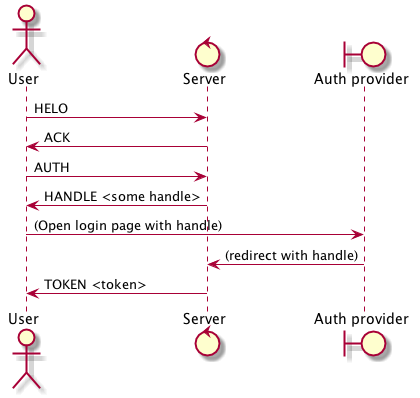 User Server Auth provider
HELO
ACK
AUTH
HANDLE <some handle>
(Open login page with handle)
(redirect with handle)
TOKEN <token>
User Server Auth provider